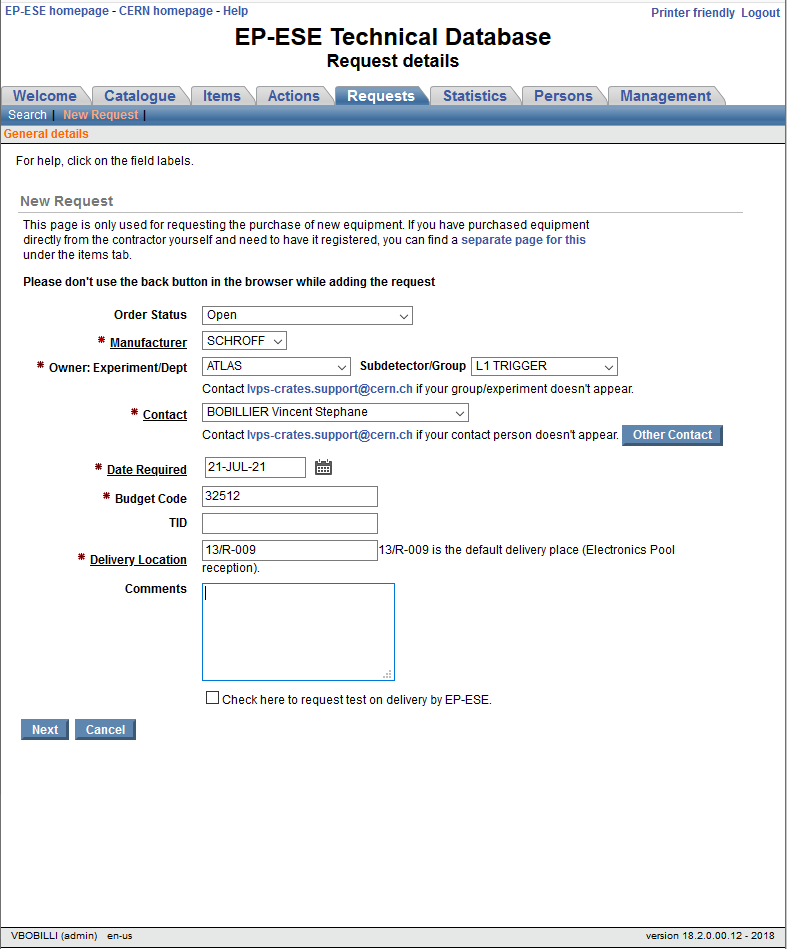 EP-ESE homepage - CERN homepage - Help
Printer friendly Logout
EP-ESE Technical Database
Request details
Welcome Catalogue Items Actions Requests Statistics Persons Management
Search | New Request |
General details
For help, click on the field labels.
New Request
This page is only used for requesting the purchase of new equipment. If you have purchased equipment
directly from the contractor yourself and need to have it registered, you can find a separate page for this
under the items tab.
Please don't use the back button in the browser while adding the request
Order Status Open
* Manufacturer SCHROFF
* Owner: Experiment/Dept ATLAS Subdetector/Group L1 TRIGGER
Contact lvps-crates.support@cern.ch if your group/experiment doesn't appear.
* Contact BOBILLIER Vincent Stephane
Contact lvps-crates.support@cern.ch if your contact person doesn't appear. Other Contact
* Date Required 21-JUL-21
* Budget Code 32512
TID
* Delivery Location 13/R-009 13/R-009 is the default delivery place (Electronics Pool
reception).
Comments
Check here to request test on delivery by EP-ESE.
Next Cancel
VBOBILLI (admin) en-us
version 18.2.0.00.12 - 2018